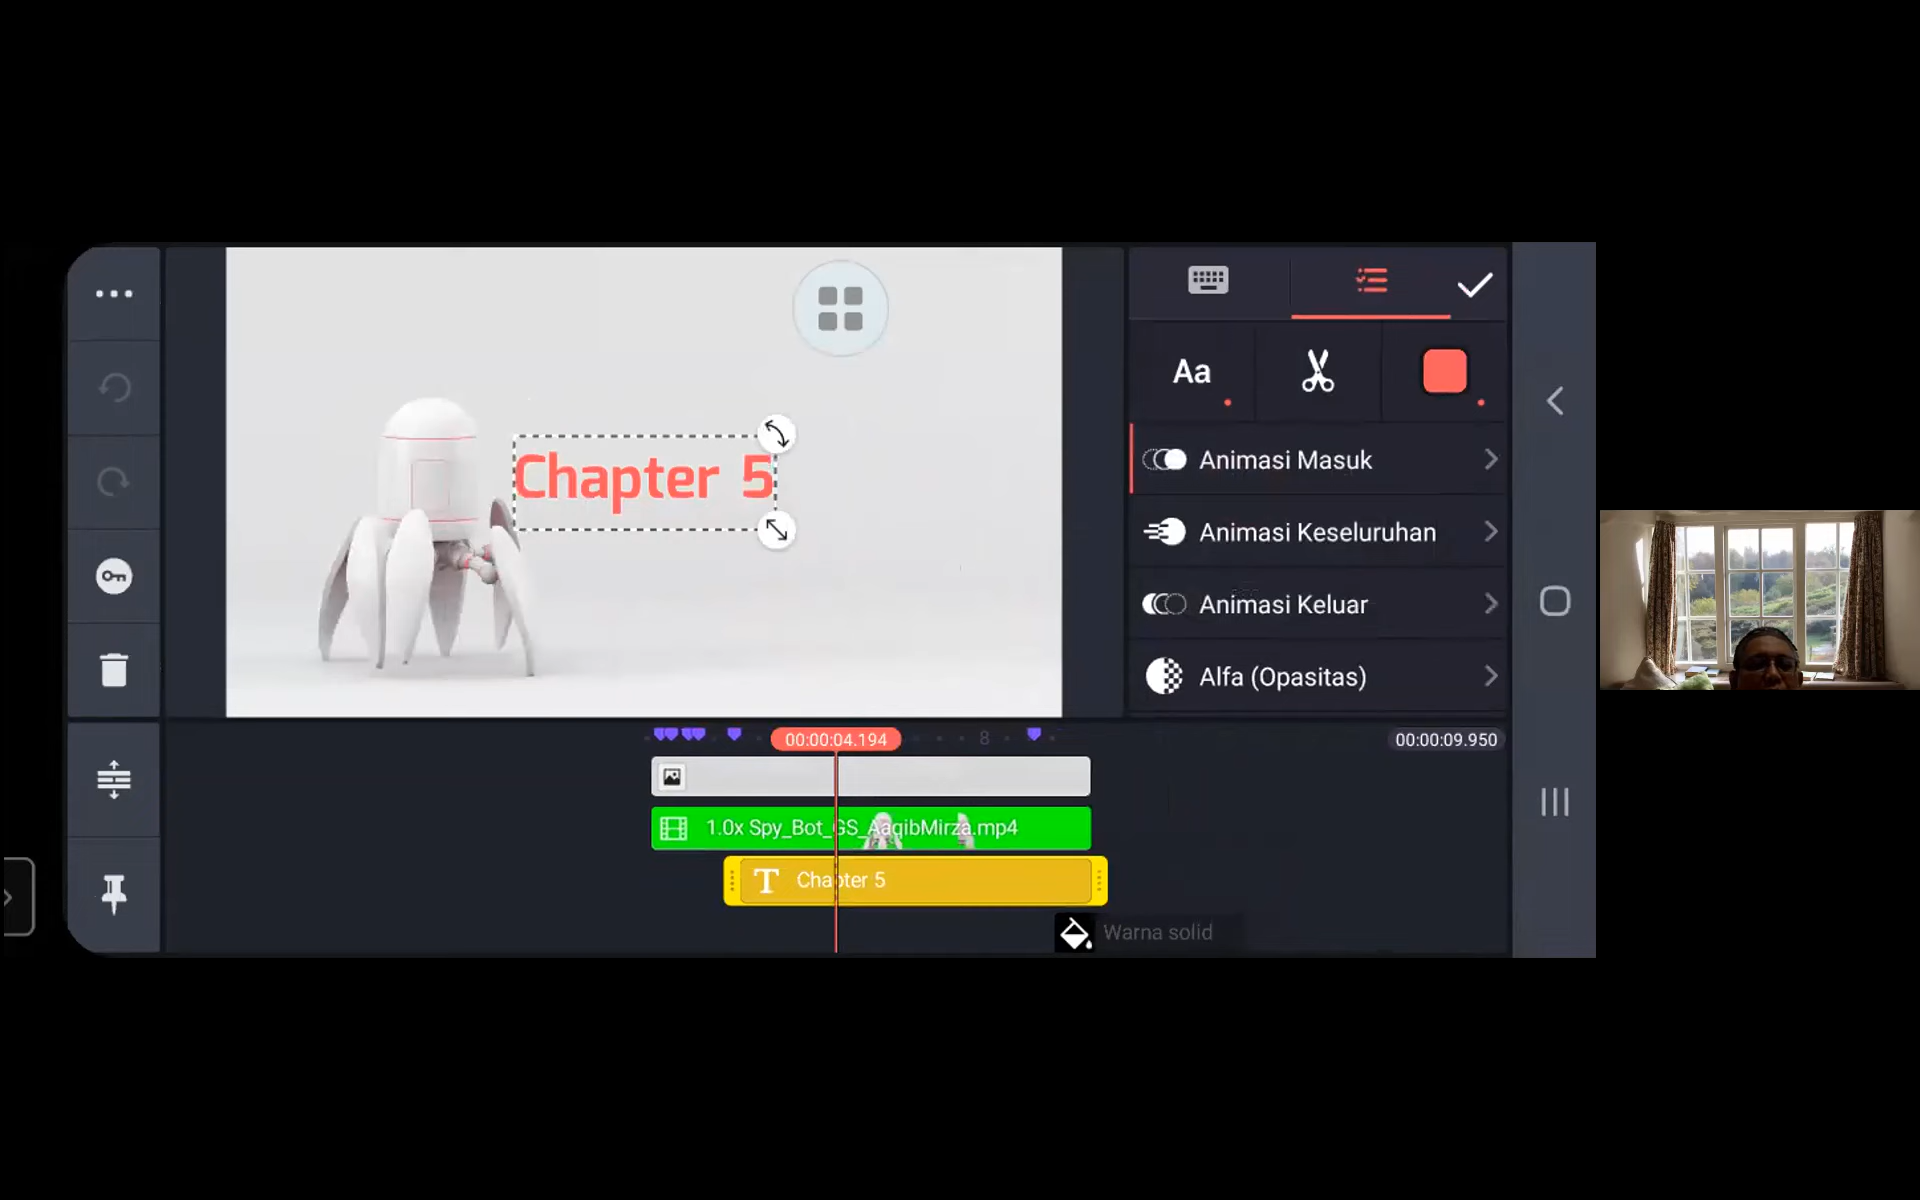 Chapter 5
Aa
Animasi Masuk
Animasi Keseluruhan
Animasi Keluar
Alfa (Opasitas)
00:00:04.194
8
00:00:09.950
1.0x Spy_Bot_GS_AaqibMirza.mp4
T Chapter 5
Warna solid